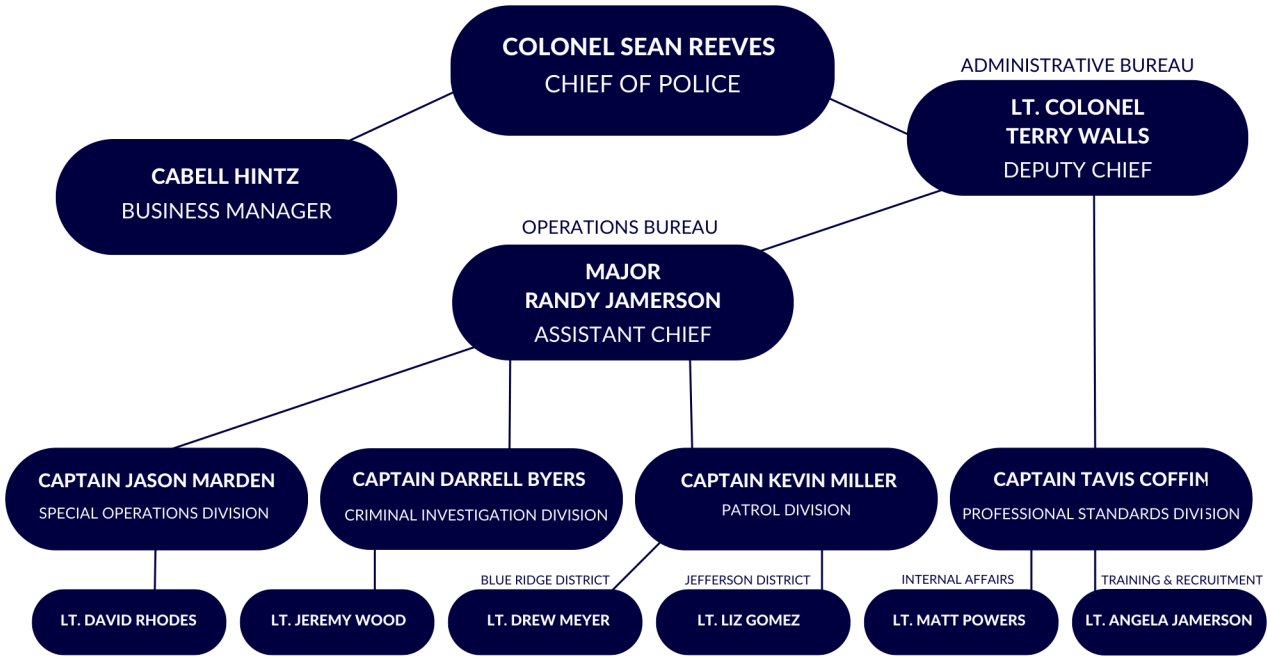 COLONEL SEAN REEVES
CHIEF OF POLICE
ADMINISTRATIVE BUREAU
LT. COLONEL
TERRY WALLS
DEPUTY CHIEF
CABELL HINTZ
BUSINESS MANAGER
OPERATIONS BUREAU
MAJOR
RANDY JAMERSON
ASSISTANT CHIEF
CAPTAIN JASON MARDEN
SPECIAL OPERATIONS DIVISION
CAPTAIN DARRELL BYERS
CRIMINAL INVESTIGATION DIVISION
CAPTAIN KEVIN MILLER
PATROL DIVISION
CAPTAIN TAVIS COFFIN
PROFESSIONAL STANDARDS DIVISION
LT. DAVID RHODES
LT. JEREMY WOOD
BLUE RIDGE DISTRICT
LT. DREW MEYER
JEFFERSON DISTRICT
LT. LIZ GOMEZ
INTERNAL AFFAIRS
LT. MATT POWERS
TRAINING & RECRUITMENT
LT. ANGELA JAMERSON